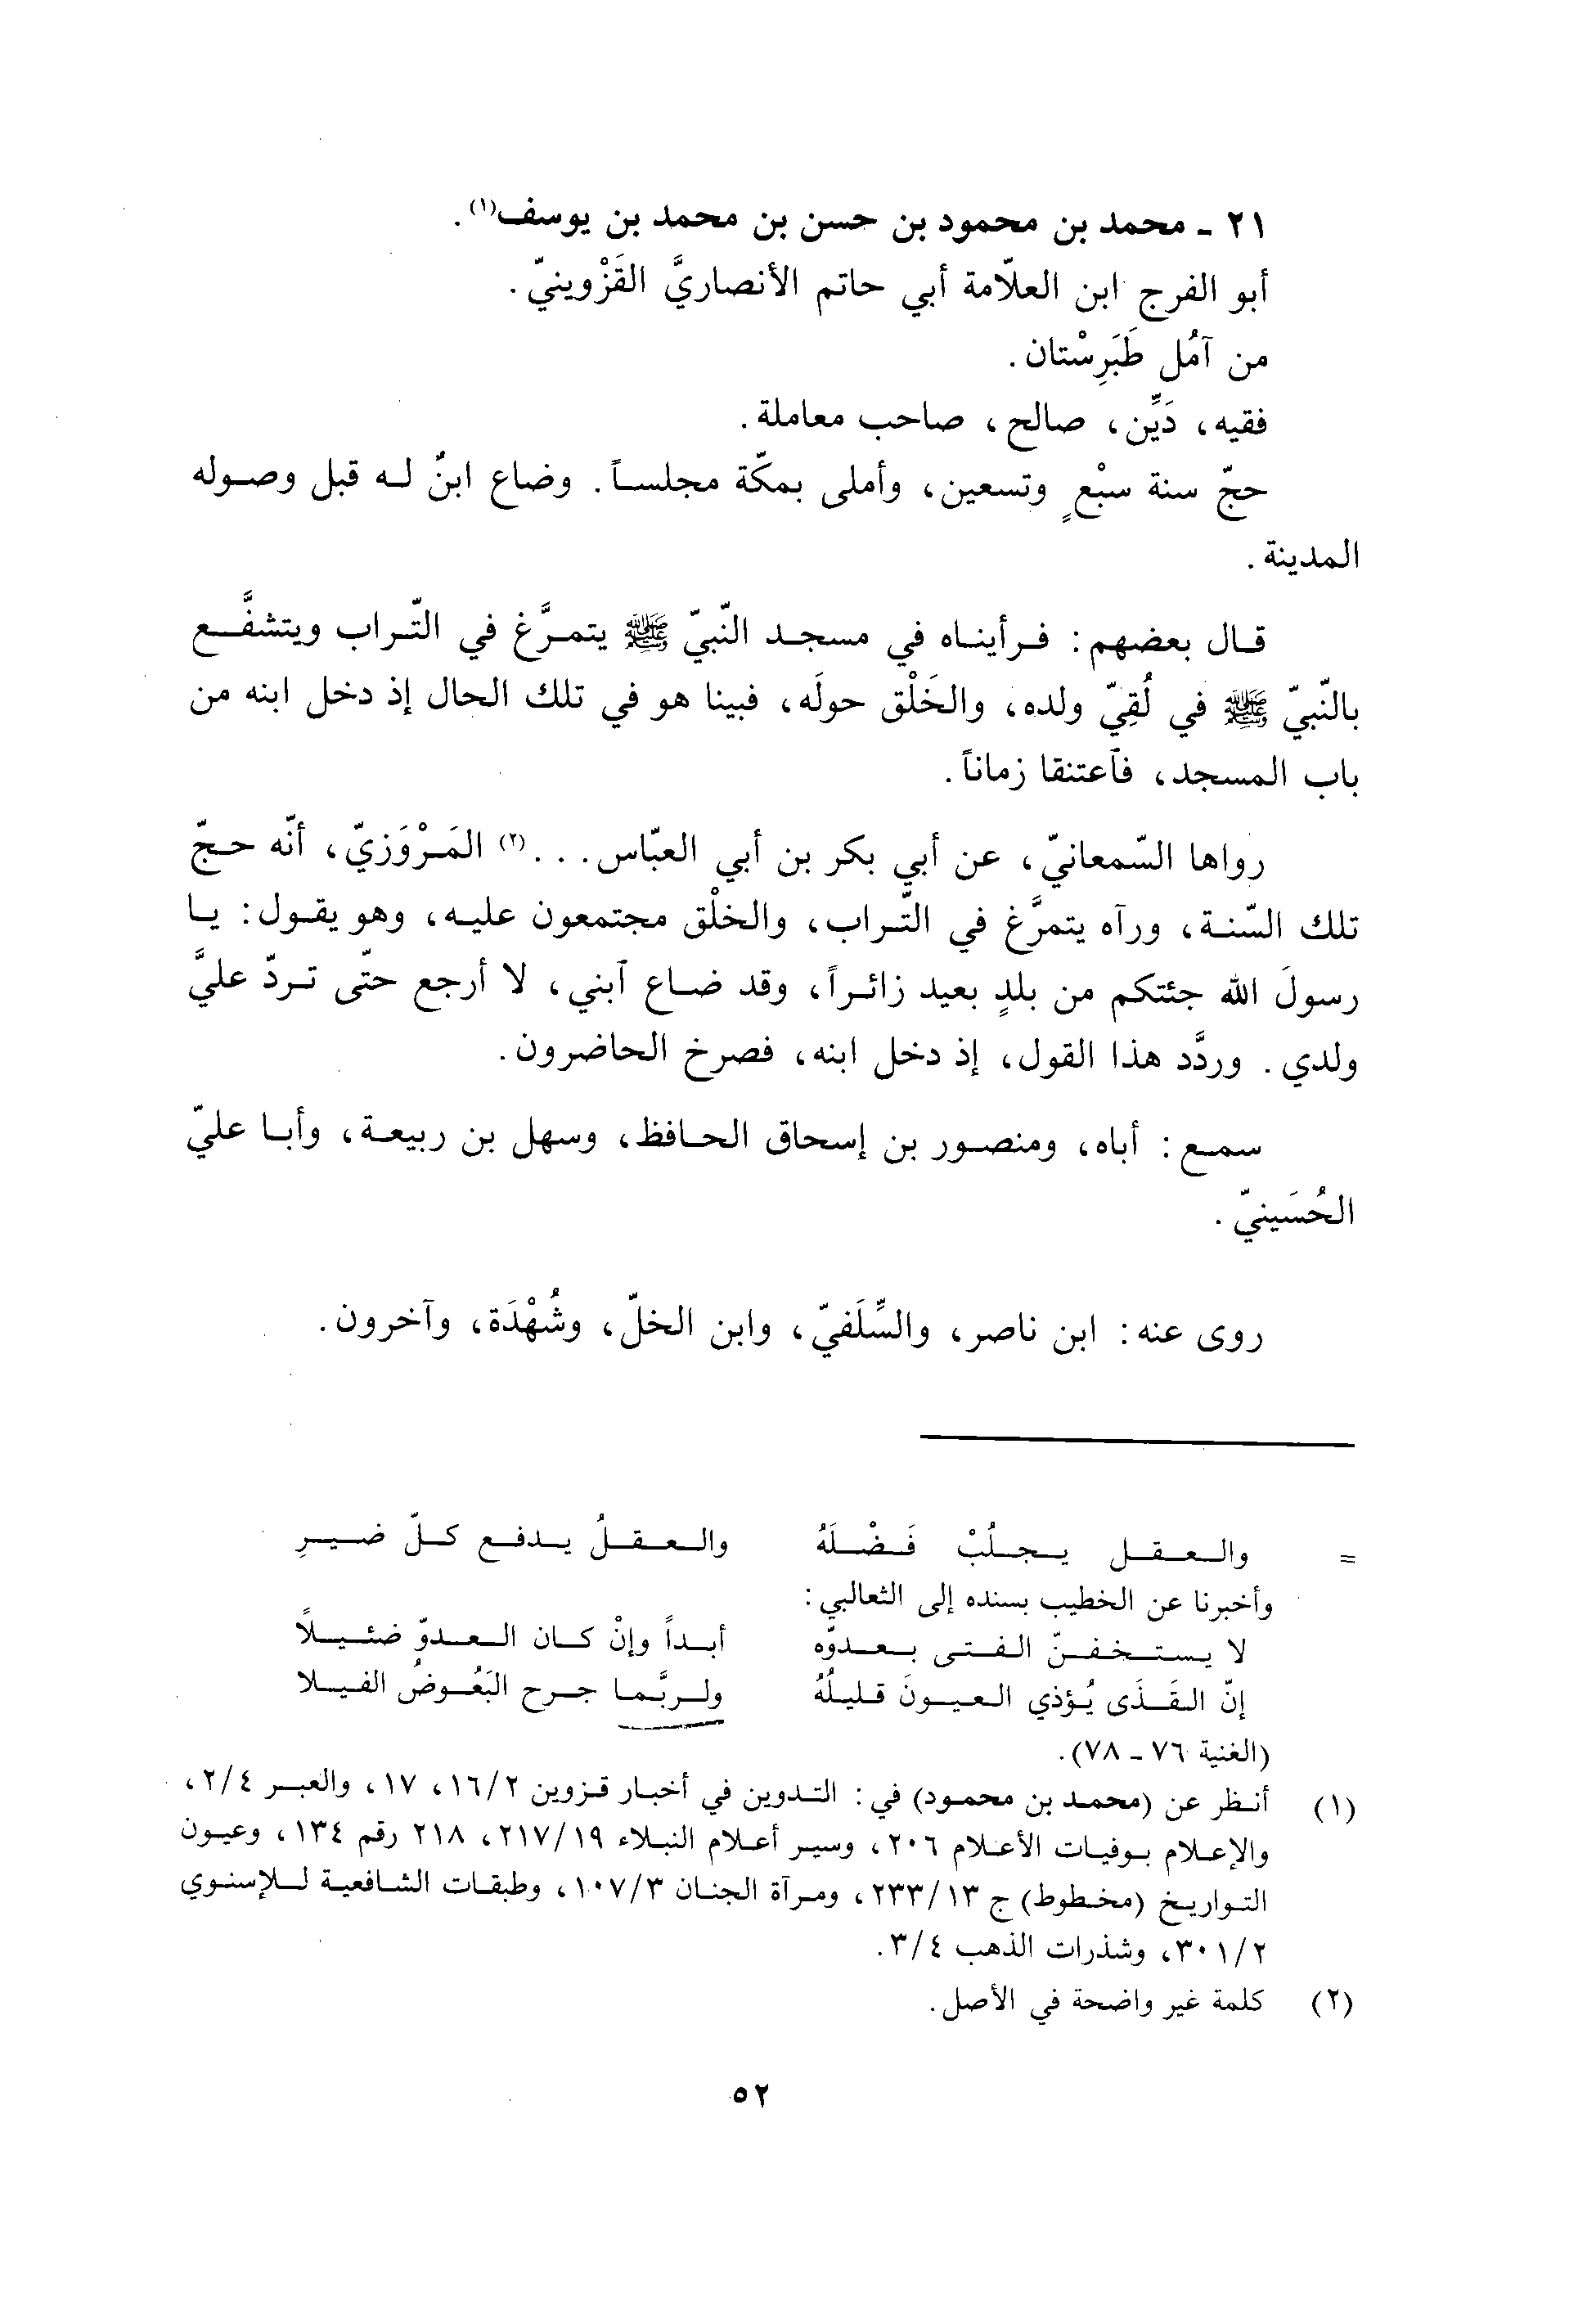 ٢١ - محمد بن محمود بن حسن بن محمد بن يوسف(١).
أبو الفرج ابن العلّامة أبي حاتم الأنصاريَّ القَزْوينيّ.
من آمُل طَبَرِسْتان.
فقيه، دَيِّن، صالح، صاحب معاملة.
حجّ سنة سبْعٍ وتسعين، وأملى بمكّة مجلساً. وضاع ابنٌ له قبل وصوله
المدينة.
قال بعضهم: فرأيناه في مسجد النّبيّ ﷺ يتمرَّغ في التّراب ويتشفَّع
بالنّبيّ ﷺ في لُقِيّ ولده، والخَلْق حولَه، فبينا هو في تلك الحال إذ دخل ابنه من
باب المسجد، فٱعتنقا زماناً.
رواها السّمعانيّ، عن أبي بكر بن أبي العبّاس...(٢) المَرْوَزيّ، أنّه حجّ
تلك السّنة، ورآه يتمرَّغ في التّراب، والخلْق مجتمعون عليه، وهو يقول: يا
رسولَ الله جئتكم من بلدٍ بعيد زائراً، وقد ضاع ٱبني، لا أرجع حتّى تردّ عليَّ
ولدي. وردَّد هذا القول، إذ دخل ابنه، فصرخ الحاضرون.
سمع: أباه، ومنصور بن إسحاق الحافظ، وسهل بن ربيعة، وأبا عليّ
الحُسَينيّ.
روى عنه: ابن ناصر، والسِّلَفيّ، وابن الخلّ، وشُهْدَة، وآخرون.
= والعقل يجلُبْ فَضْلَهُ والعقلُ يدفع كلّ ضيرِ
وأخبرنا عن الخطيب بسنده إلى الثعالبي:
لا يستخفنّ الفتى بعدوّه أبداً وإنْ كان العدوّ ضئيلاً
إنّ القَذَى يُؤذي العيونَ قليلُهُ ولربَّما جرح البَعُوضُ الفيلا
(الغنية ٧٦ - ٧٨).
(١) أنظر عن (محمد بن محمود) في: التدوين في أخبار قزوين ١٦/٢، ١٧، والعبر ٢/٤،
والإعلام بوفيات الأعلام ٢٠٦، وسير أعلام النبلاء ٢١٧/١٩، ٢١٨ رقم ١٣٤، وعيون
التواريخ (مخطوط) ج ٢٣٣/١٣، ومرآة الجنان ١٠٧/٣، وطبقات الشافعية للإسنوي
٣٠١/٢، وشذرات الذهب ٣/٤.
(٢) كلمة غير واضحة في الأصل.
٥٢